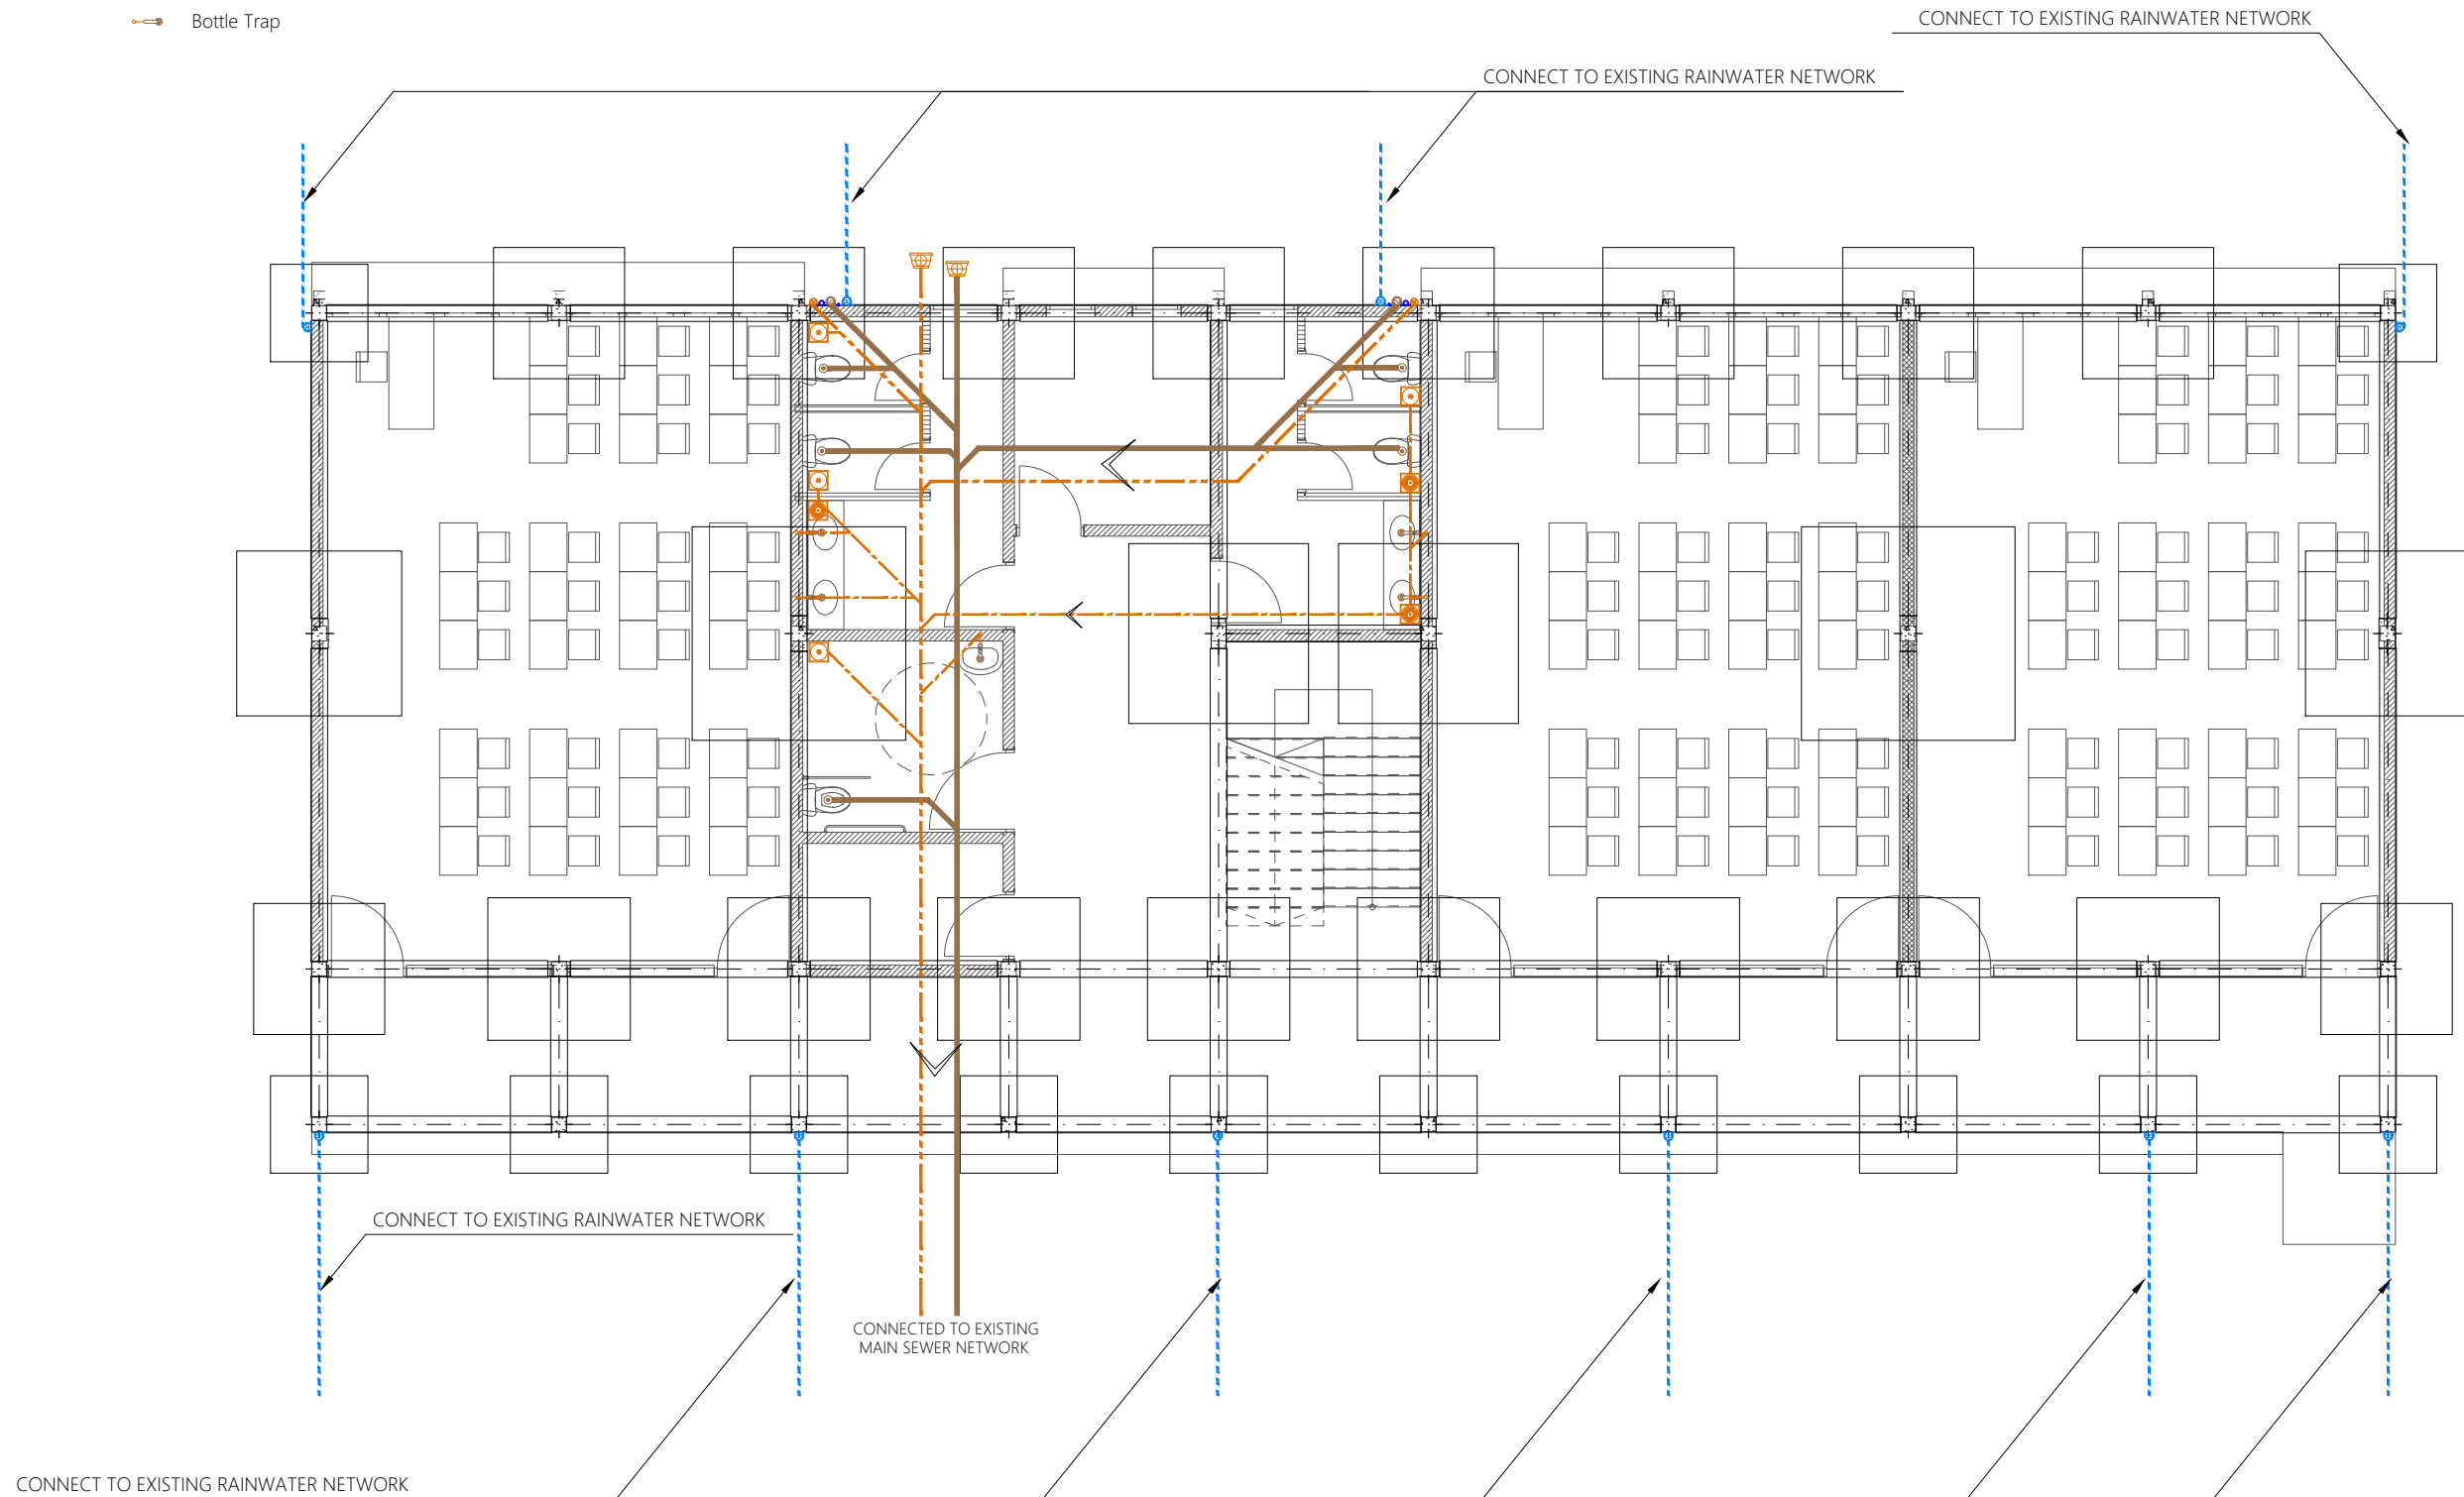 Bottle Trap
CONNECT TO EXISTING RAINWATER NETWORK
CONNECT TO EXISTING RAINWATER NETWORK
CONNECT TO EXISTING RAINWATER NETWORK
CONNECTED TO EXISTING
MAIN SEWER NETWORK
CONNECT TO EXISTING RAINWATER NETWORK